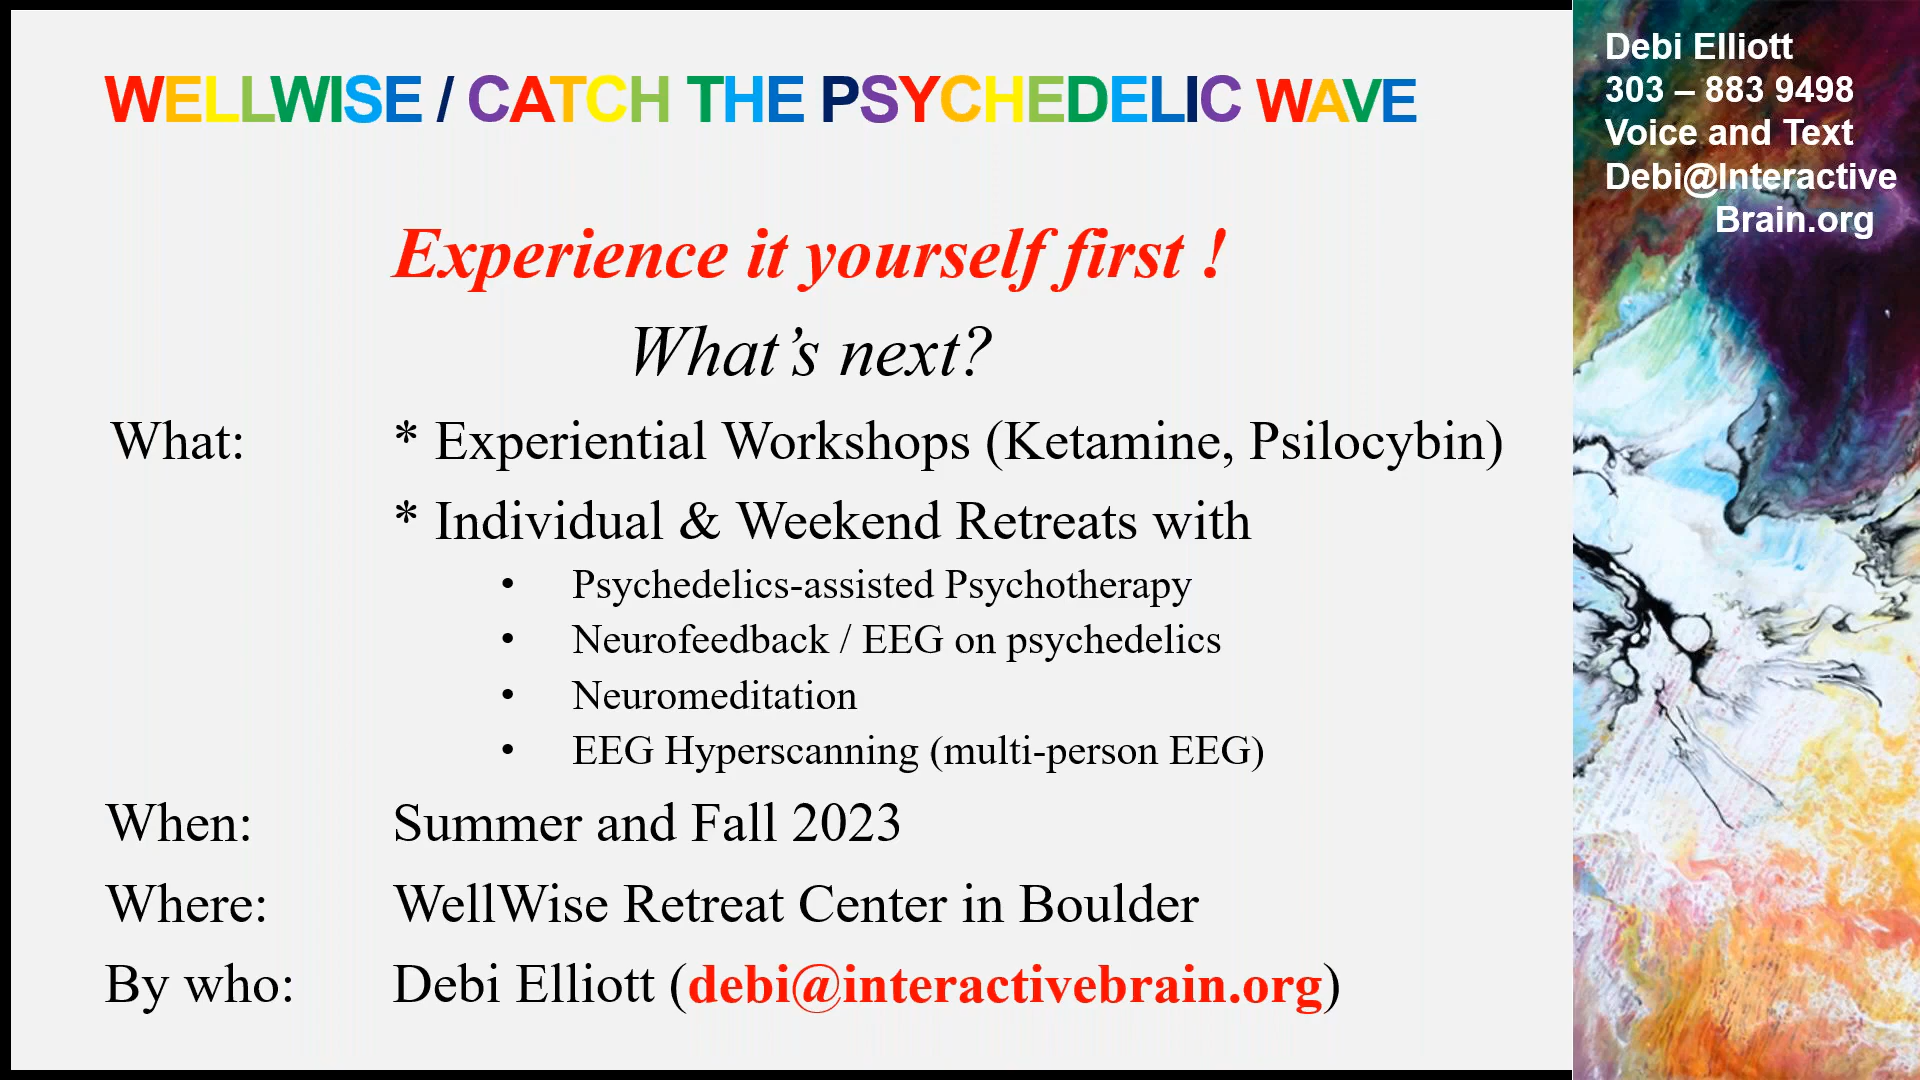 WELLWISE / CATCH THE PSYCHEDELIC WAVE
Experience it yourself first !
What’s next?
What: * Experiential Workshops (Ketamine, Psilocybin)
* Individual & Weekend Retreats with
• Psychedelics-assisted Psychotherapy
• Neurofeedback / EEG on psychedelics
• Neuromeditation
• EEG Hyperscanning (multi-person EEG)
When: Summer and Fall 2023
Where: WellWise Retreat Center in Boulder
By who: Debi Elliott (debi@interactivebrain.org)
Debi Elliott
303 – 883 9498
Voice and Text
Debi@Interactive
Brain.org